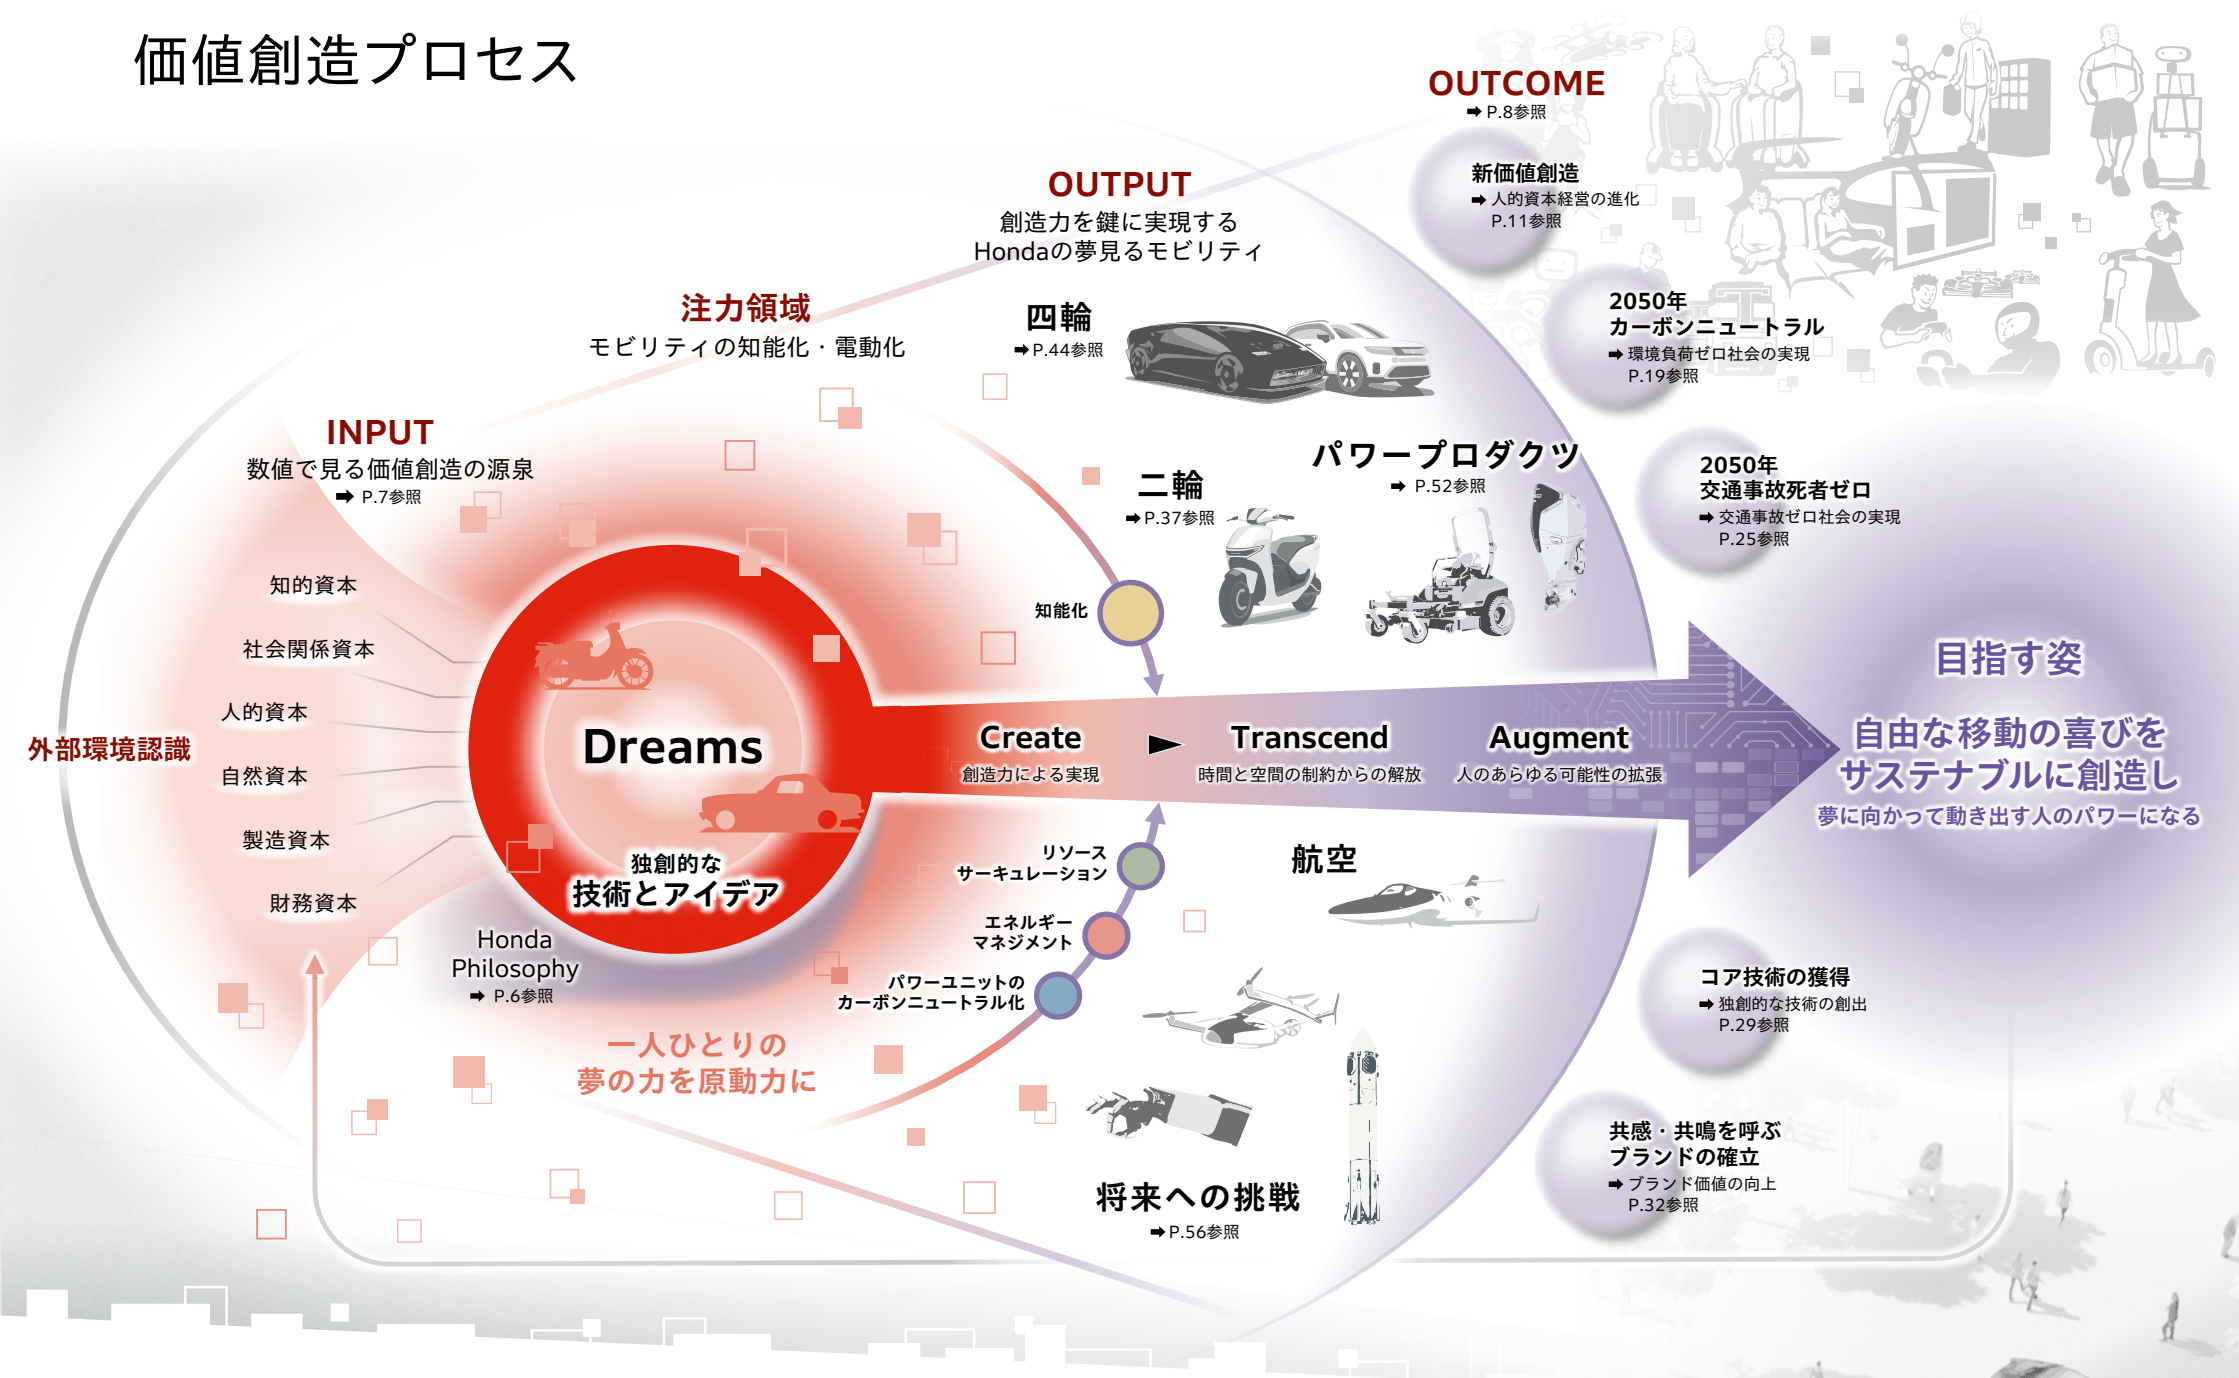 価値創造プロセス
外部環境認識
INPUT
数値で見る価値創造の源泉
➡ P.7参照
知的資本
社会関係資本
人的資本
自然資本
製造資本
財務資本
Honda
Philosophy
➡ P.6参照
Dreams
独創的な
技術とアイデア
一人ひとりの
夢の力を原動力に
注力領域
モビリティの知能化・電動化
知能化
リソース
サーキュレーション
エネルギー
マネジメント
パワーユニットの
カーボンニュートラル化
Create
創造力による実現
Transcend
時間と空間の制約からの解放
Augment
人のあらゆる可能性の拡張
OUTPUT
創造力を鍵に実現する
Hondaの夢見るモビリティ
四輪
➡P.44参照
二輪
➡P.37参照
パワープロダクツ
➡ P.52参照
航空
将来への挑戦
➡P.56参照
OUTCOME
➡ P.8参照
新価値創造
➡ 人的資本経営の進化
P.11参照
2050年
カーボンニュートラル
➡ 環境負荷ゼロ社会の実現
P.19参照
2050年
交通事故死者ゼロ
➡ 交通事故ゼロ社会の実現
P.25参照
コア技術の獲得
➡ 独創的な技術の創出
P.29参照
共感・共鳴を呼ぶ
ブランドの確立
➡ ブランド価値の向上
P.32参照
目指す姿
自由な移動の喜びを
サステナブルに創造し
夢に向かって動き出す人のパワーになる